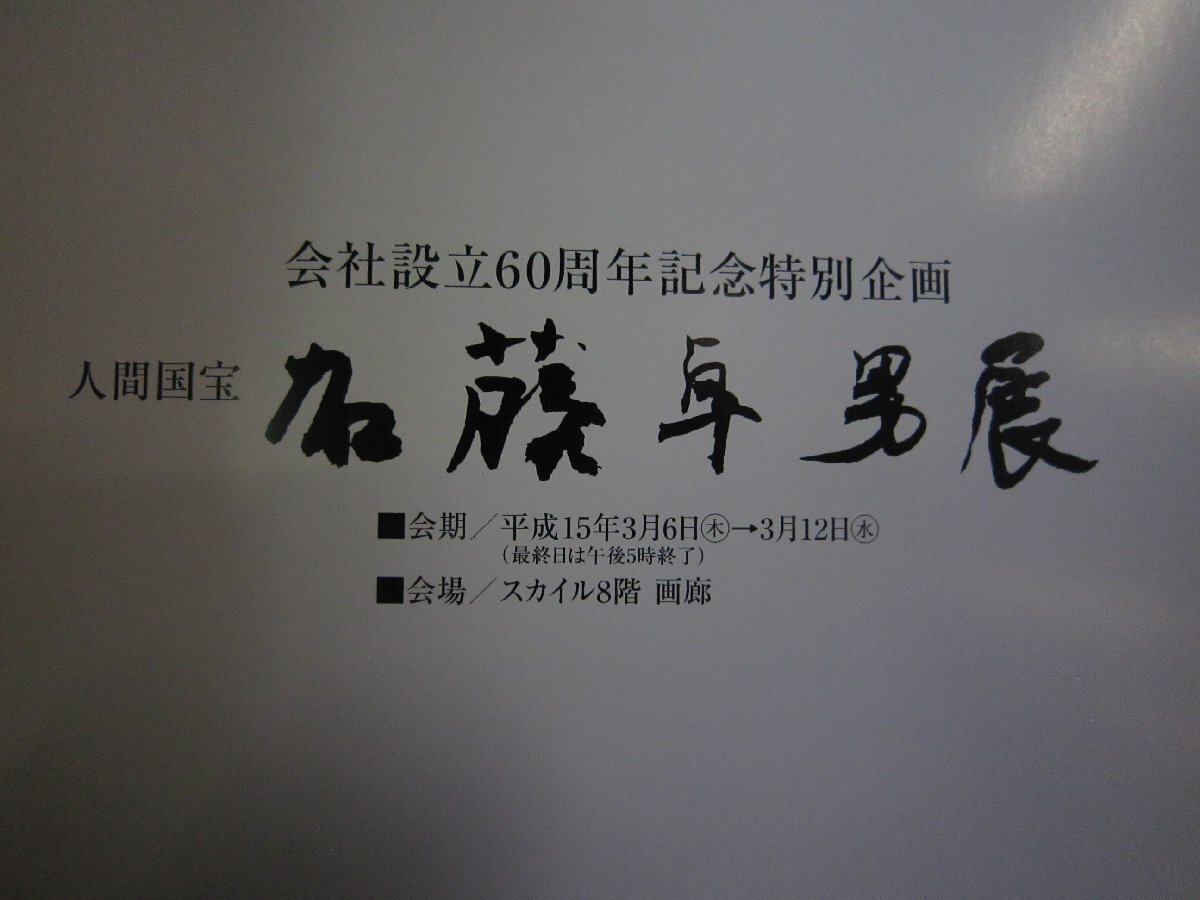 会社設立60周年記念特別企画
人間国宝 加藤卓男展
■会期／平成15年3月6日㊍→3月12日㊌
（最終日は午後5時終了）
■会場／スカイル8階 画廊